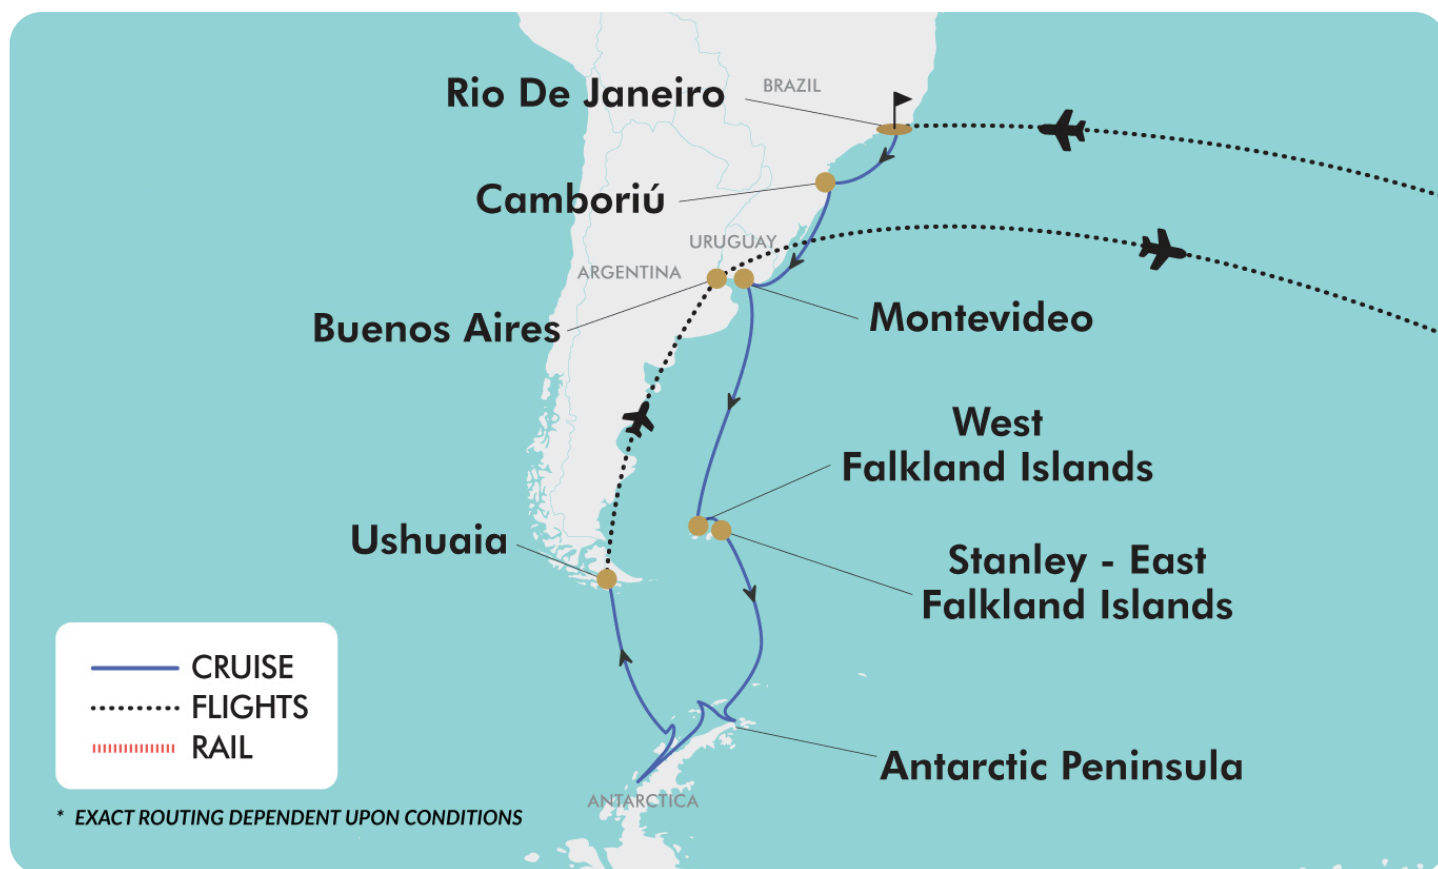 BRAZIL
Rio De Janeiro
Camboriú
URUGUAY
ARGENTINA
Buenos Aires
Montevideo
West
Falkland Islands
Ushuaia
Stanley - East
Falkland Islands
CRUISE
FLIGHTS
RAIL
Antarctic Peninsula
ANTARCTICA
* EXACT ROUTING DEPENDENT UPON CONDITIONS